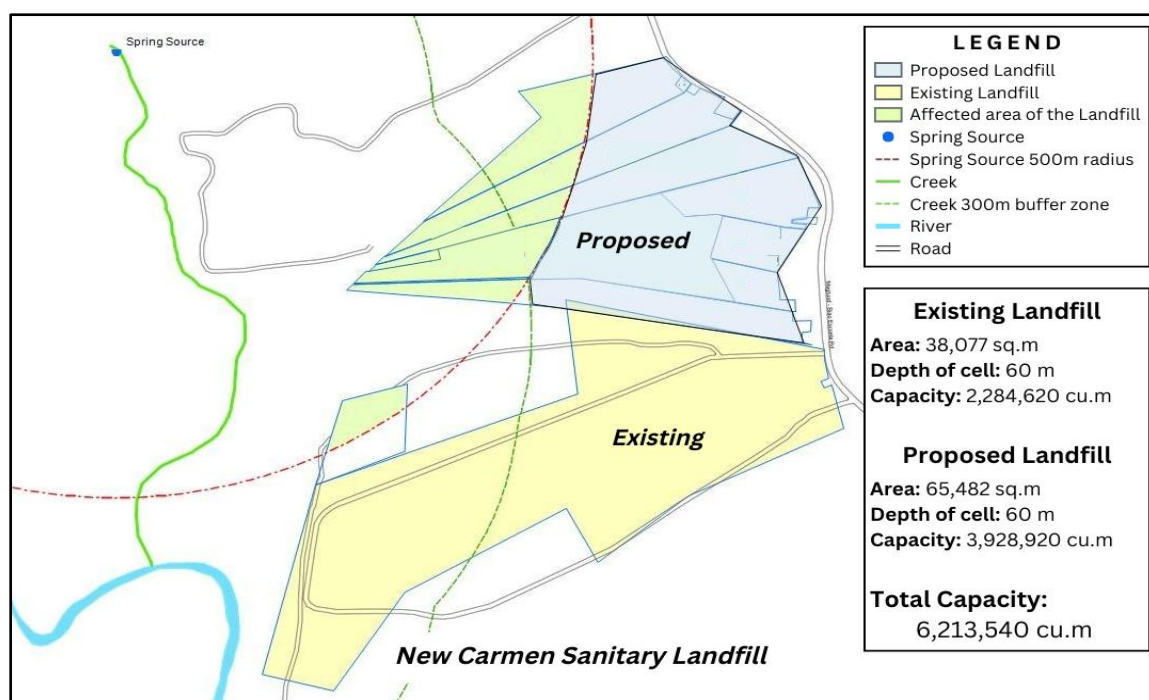 Spring Source
Proposed
Existing
New Carmen Sanitary Landfill
LEGEND
Proposed Landfill
Existing Landfill
Affected area of the Landfill
Spring Source
Spring Source 500m radius
Creek
Creek 300m buffer zone
River
Road
Existing Landfill
Area: 38,077 sq.m
Depth of cell: 60 m
Capacity: 2,284,620 cu.m
Proposed Landfill
Area: 65,482 sq.m
Depth of cell: 60 m
Capacity: 3,928,920 cu.m
Total Capacity:
6,213,540 cu.m